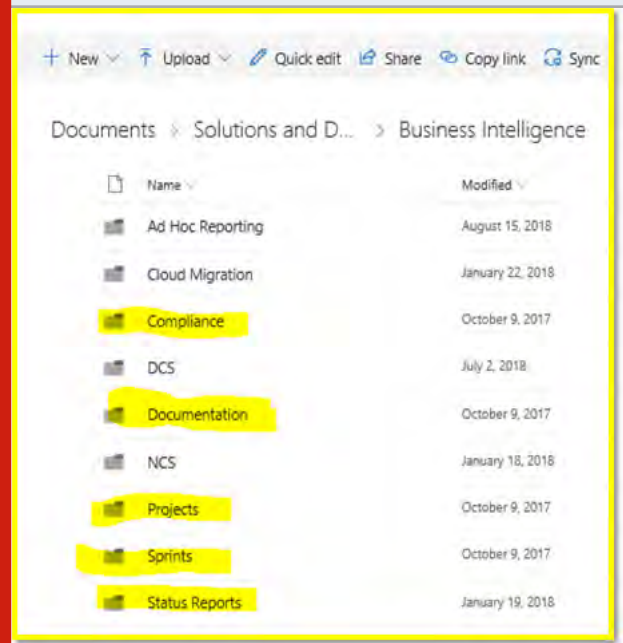 New Upload Quick edit Share Copy link Sync
Documents > Solutions and D... > Business Intelligence
Name Modified
Ad Hoc Reporting August 15, 2018
Cloud Migration January 22, 2018
Compliance October 9, 2017
DCS July 2, 2018
Documentation October 9, 2017
NCS January 18, 2018
Projects October 9, 2017
Sprints October 9, 2017
Status Reports January 19, 2018